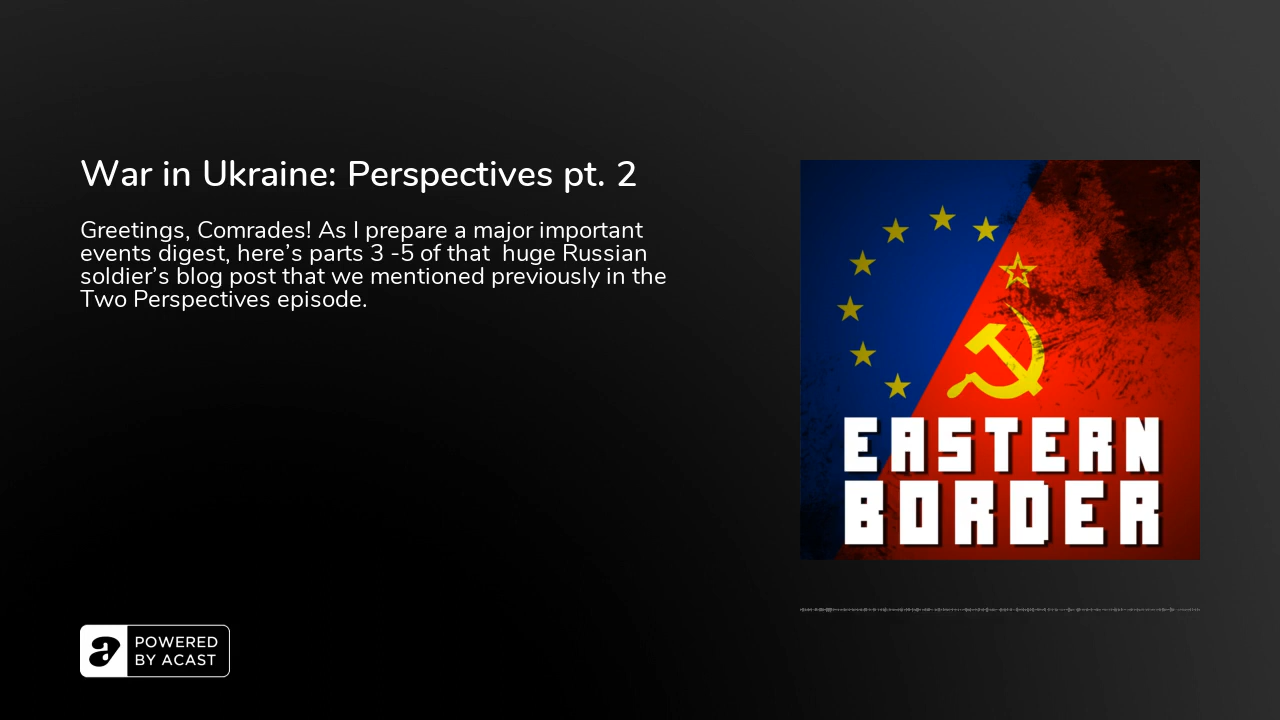 War in Ukraine: Perspectives pt. 2
Greetings, Comrades! As I prepare a major important
events digest, here’s parts 3 -5 of that  huge Russian
soldier’s blog post that we mentioned previously in the
Two Perspectives episode.
EASTERN
BORDER
POWERED
BY ACAST